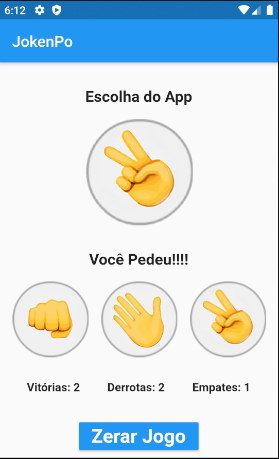 6:12
JokenPo
Escolha do App
Você Pedeu!!!!
Vitórias: 2 Derrotas: 2 Empates: 1
Zerar Jogo